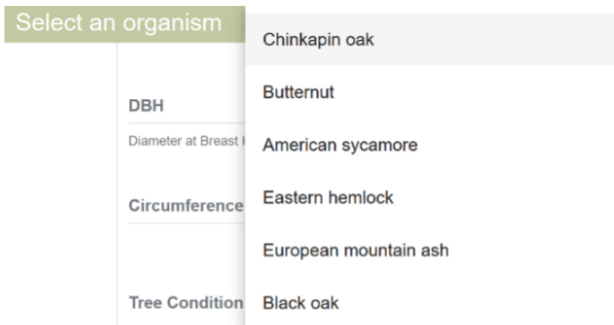 Select an organism
DBH
Diameter at Breast
Circumference
Tree Condition
Chinkapin oak
Butternut
American sycamore
Eastern hemlock
European mountain ash
Black oak